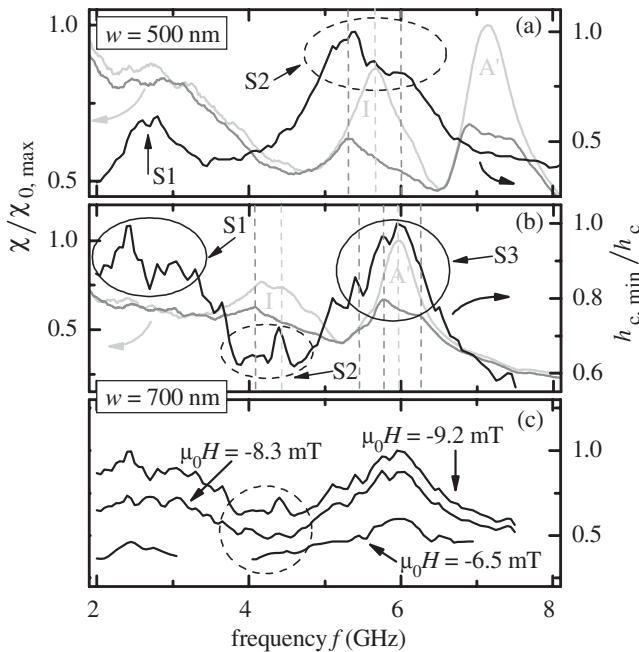 1.0
w = 500 nm
(a)
1.0
S2
A'
I
0.5
S1
0.5
χ/χ0, max
1.0
S1
(b)
1.0
S3
A'
I
0.8
0.5
S2
0.6
hc, min/hc
w = 700 nm
(c)
μ0H = -8.3 mT
μ0H = -9.2 mT
1.0
0.5
μ0H = -6.5 mT
2
4
6
8
frequency f (GHz)